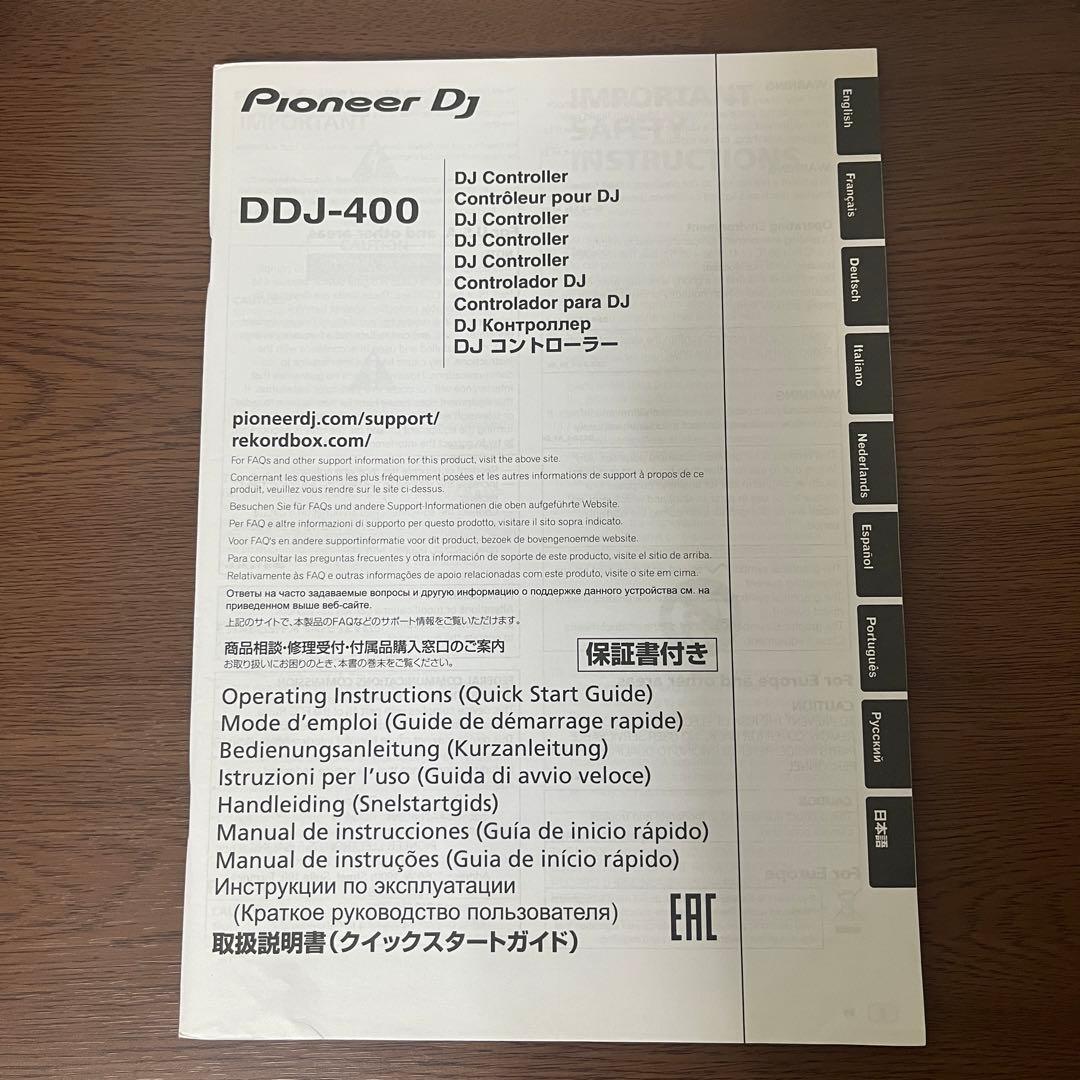 Pioneer Dj
DDJ-400
DJ Controller
Contrôleur pour DJ
DJ Controller
DJ Controller
DJ Controller
Controlador DJ
Controlador para DJ
DJ Контроллер
DJ コントローラー
pioneerdj.com/support/
rekordbox.com/
For FAQs and other support information for this product, visit the above site.
Concernant les questions les plus fréquemment posées et les autres informations de support à propos de ce
produit, veuillez vous rendre sur le site ci-dessus.
Besuchen Sie für FAQs und andere Support-Informationen die oben aufgeführte Website.
Per FAQ e altre informazioni di supporto per questo prodotto, visitare il sito sopra indicato.
Voor FAQ's en andere supportinformatie voor dit product, bezoek de bovengenoemde website.
Para consultar las preguntas frecuentes y otra información de soporte de este producto, visite el sitio de arriba.
Relativamente às FAQ e outras informações de apoio relacionadas com este produto, visite o site em cima.
Ответы на часто задаваемые вопросы и другую информацию о поддержке данного устройства см. на
приведенном выше веб-сайте.
上記のサイトで、本製品のFAQなどのサポート情報をご覧いただけます。
商品相談・修理受付・付属品購入窓口のご案内
お取り扱いにお困りのとき、本書の巻末をご覧ください。
保証書付き
Operating Instructions (Quick Start Guide)
Mode d'emploi (Guide de démarrage rapide)
Bedienungsanleitung (Kurzanleitung)
Istruzioni per l'uso (Guida di avvio veloce)
Handleiding (Snelstartgids)
Manual de instrucciones (Guía de inicio rápido)
Manual de instruções (Guia de início rápido)
Инструкции по эксплуатации
(Краткое руководство пользователя)
取扱説明書（クイックスタートガイド）
EAC
English
Français
Deutsch
Italiano
Nederlands
Español
Português
Русский
日本語